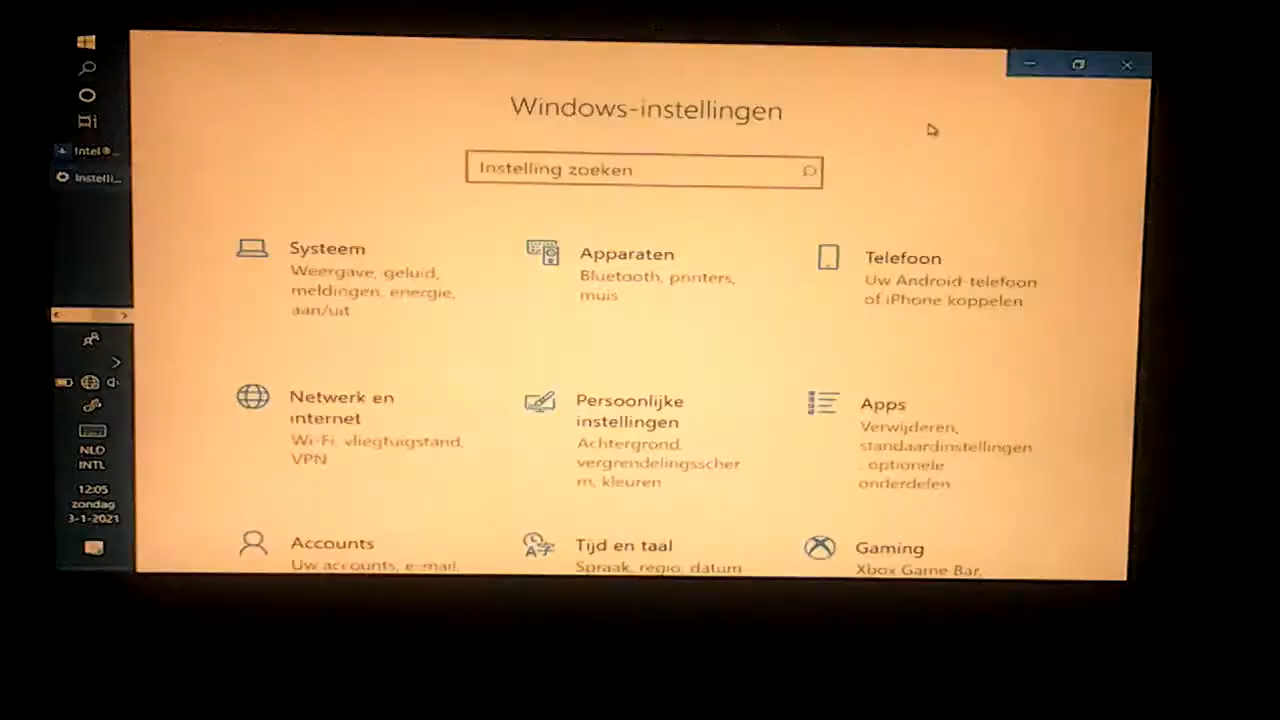 Windows-instellingen
Instelling zoeken
Intel®...
Instelli...
Systeem
Weergave, geluid,
meldingen, energie,
aan/uit
Apparaten
Bluetooth, printers,
muis
Telefoon
Uw Android-telefoon
of iPhone koppelen
Netwerk en
internet
Wi-Fi, vliegtuigstand,
VPN
Persoonlijke
instellingen
Achtergrond,
vergrendelingsscher
m, kleuren
Apps
Verwijderen,
standaardinstellingen
, optionele
onderdelen
Accounts
Uw accounts, e-mail,
Tijd en taal
Spraak, regio, datum
Gaming
Xbox Game Bar,
NLD
INTL
12:05
zondag
3-1-2021